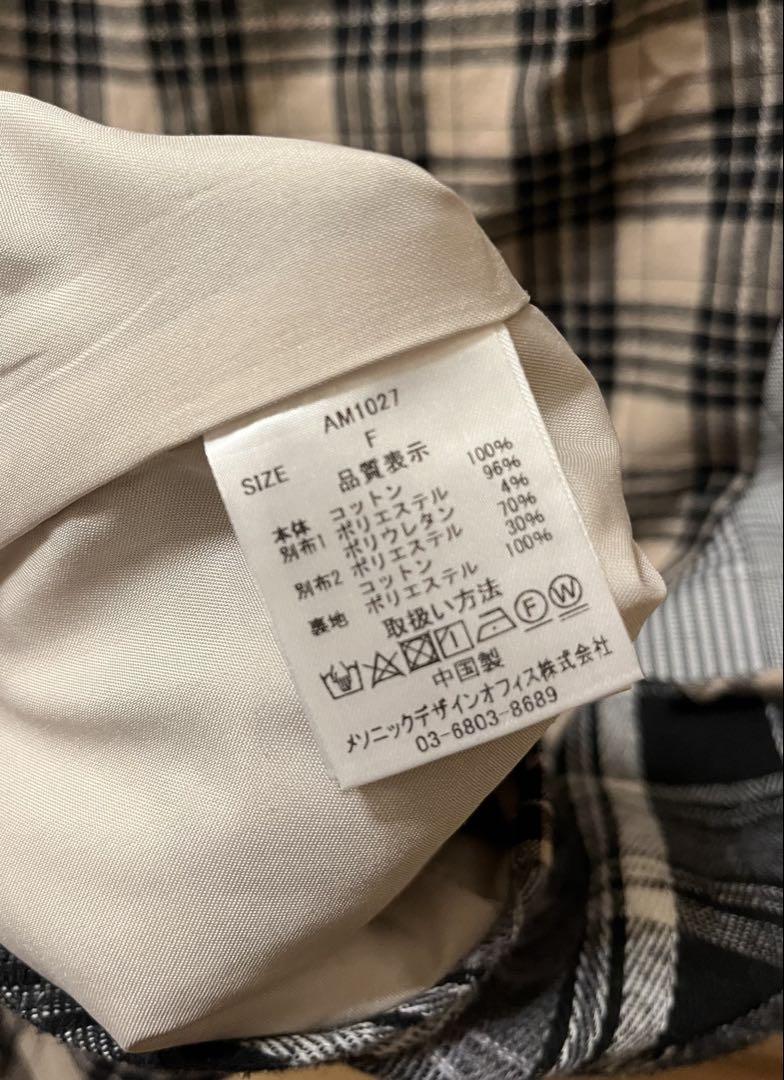 AM1027
SIZE F
品質表示
本体 コットン 100%
別布1 ポリエステル 96%
ポリウレタン 4%
別布2 ポリエステル 70%
コットン 30%
裏地 ポリエステル 100%
取扱い方法
F W
中国製
メソニックデザインオフィス株式会社
03-6803-8689